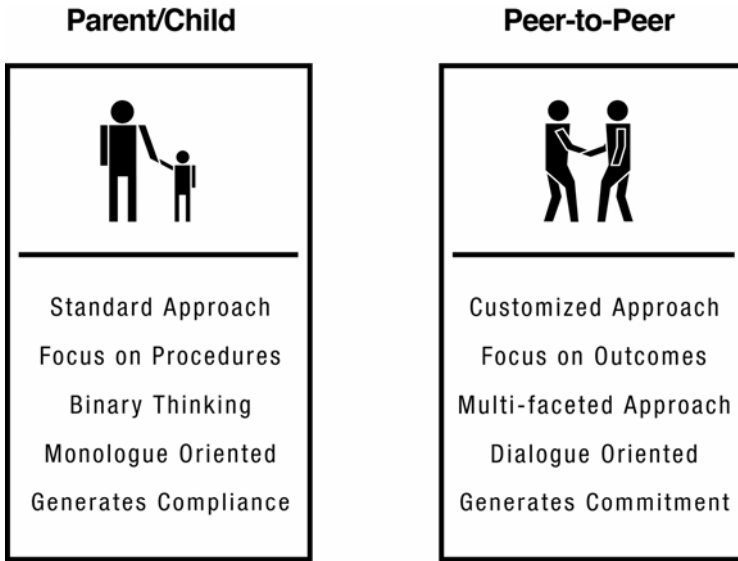 Parent/Child
Standard Approach
Focus on Procedures
Binary Thinking
Monologue Oriented
Generates Compliance
Peer-to-Peer
Customized Approach
Focus on Outcomes
Multi-faceted Approach
Dialogue Oriented
Generates Commitment